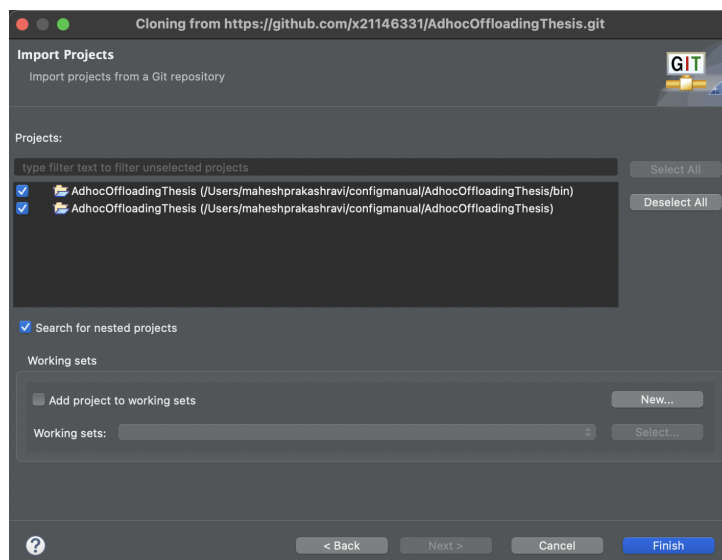 Cloning from https://github.com/x21146331/AdhocOffloadingThesis.git
Import Projects
Import projects from a Git repository
GIT
Projects:
type filter text to filter unselected projects
Select All
AdhocOffloadingThesis (/Users/maheshprakashravi/configmanual/AdhocOffloadingThesis/bin)
AdhocOffloadingThesis (/Users/maheshprakashravi/configmanual/AdhocOffloadingThesis)
Deselect All
Search for nested projects
Working sets
Add project to working sets
New...
Working sets:
Select...
?
< Back
Next >
Cancel
Finish